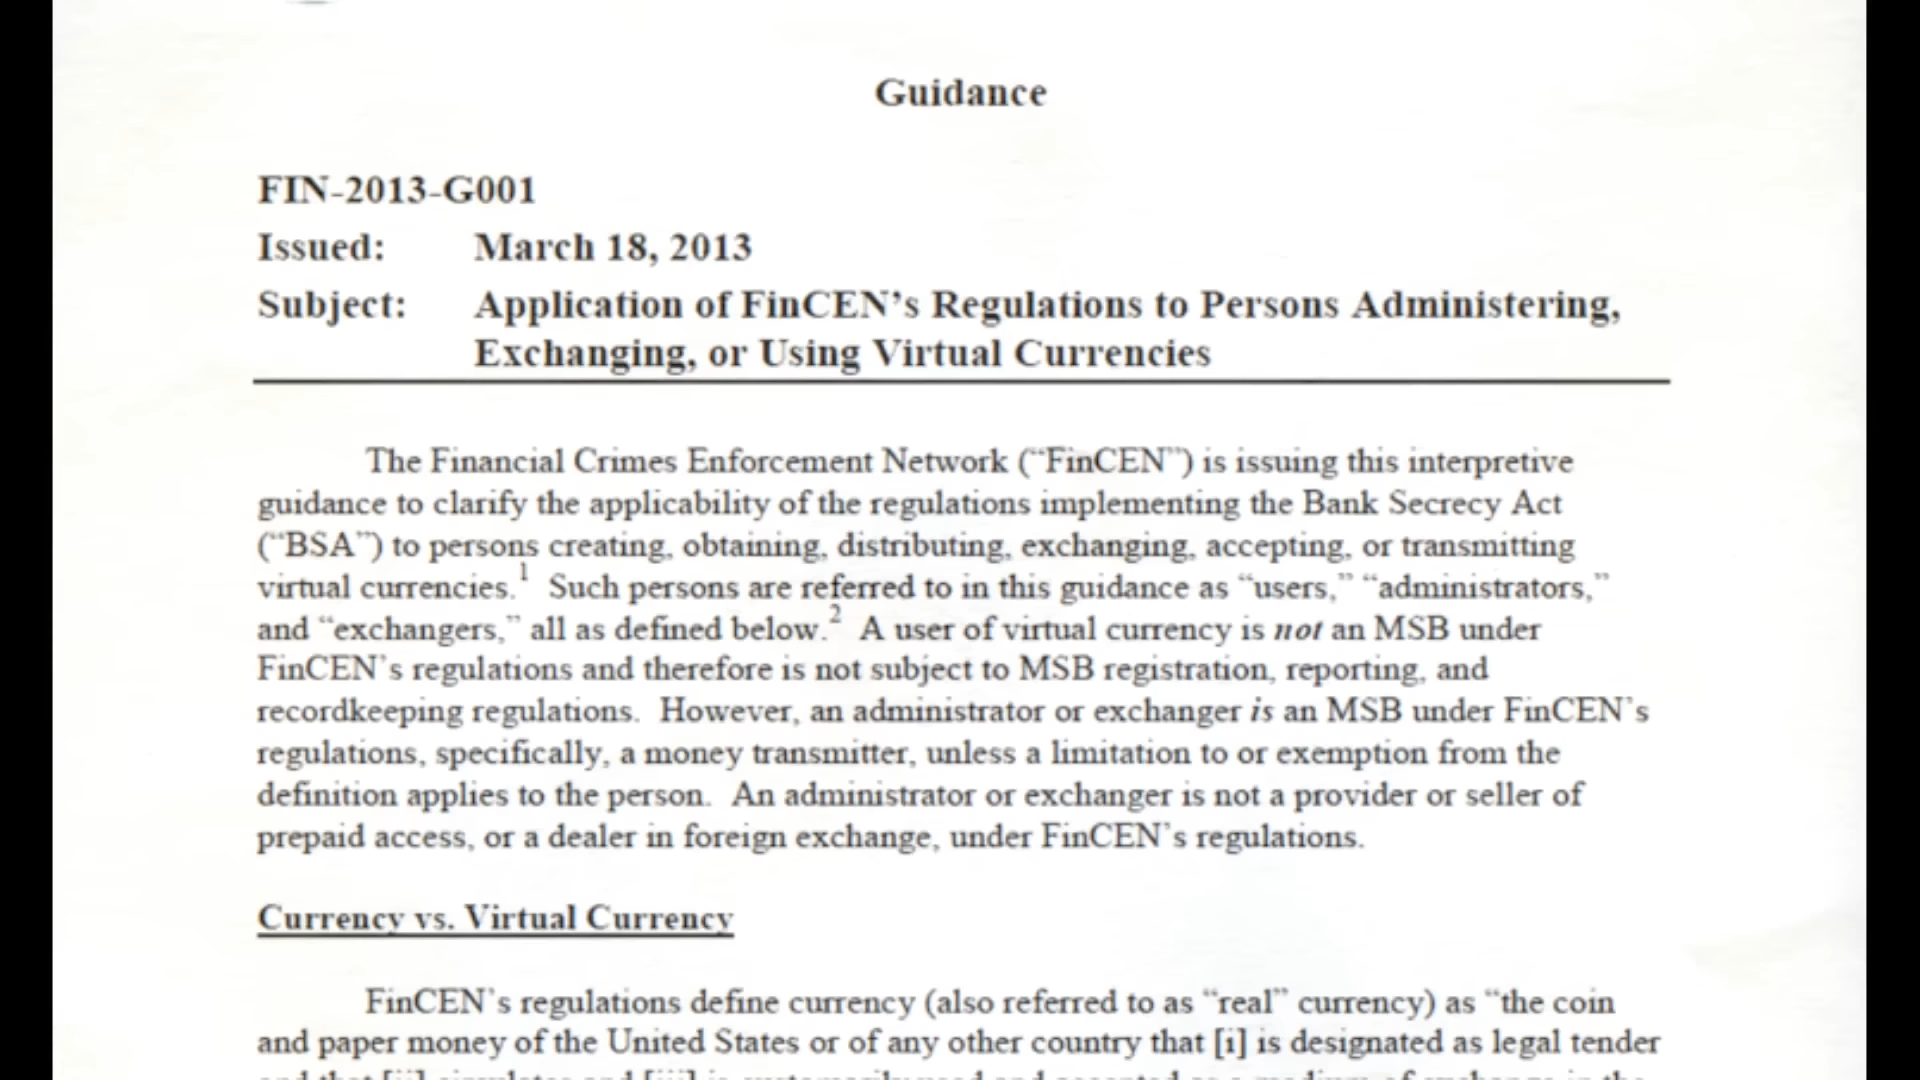 Guidance
FIN-2013-G001
Issued: March 18, 2013
Subject: Application of FinCEN's Regulations to Persons Administering,
Exchanging, or Using Virtual Currencies
The Financial Crimes Enforcement Network (“FinCEN”) is issuing this interpretive
guidance to clarify the applicability of the regulations implementing the Bank Secrecy Act
(“BSA”) to persons creating, obtaining, distributing, exchanging, accepting, or transmitting
virtual currencies.1 Such persons are referred to in this guidance as “users,” “administrators,”
and “exchangers,” all as defined below.2 A user of virtual currency is not an MSB under
FinCEN's regulations and therefore is not subject to MSB registration, reporting, and
recordkeeping regulations. However, an administrator or exchanger is an MSB under FinCEN's
regulations, specifically, a money transmitter, unless a limitation to or exemption from the
definition applies to the person. An administrator or exchanger is not a provider or seller of
prepaid access, or a dealer in foreign exchange, under FinCEN's regulations.
Currency vs. Virtual Currency
FinCEN's regulations define currency (also referred to as “real” currency) as “the coin
and paper money of the United States or of any other country that [i] is designated as legal tender